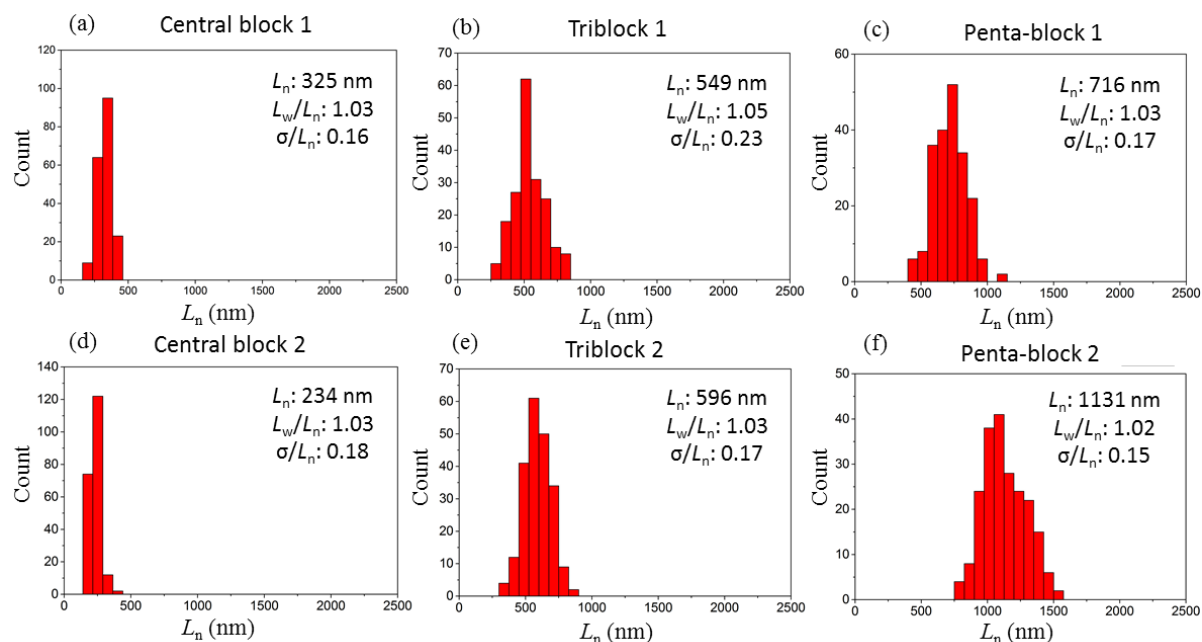 (a) Central block 1
Lₙ: 325 nm
L_w/Lₙ: 1.03
σ/Lₙ: 0.16
Count
120
100
80
60
40
20
0
0 500 1000 1500 2000 2500
Lₙ (nm)
(b) Triblock 1
Lₙ: 549 nm
L_w/Lₙ: 1.05
σ/Lₙ: 0.23
Count
70
60
50
40
30
20
10
0
0 500 1000 1500 2000 2500
Lₙ (nm)
(c) Penta-block 1
Lₙ: 716 nm
L_w/Lₙ: 1.03
σ/Lₙ: 0.17
Count
60
40
20
0
0 500 1000 1500 2000 2500
Lₙ (nm)
(d) Central block 2
Lₙ: 234 nm
L_w/Lₙ: 1.03
σ/Lₙ: 0.18
Count
140
120
100
80
60
40
20
0
0 500 1000 1500 2000 2500
Lₙ (nm)
(e) Triblock 2
Lₙ: 596 nm
L_w/Lₙ: 1.03
σ/Lₙ: 0.17
Count
70
60
50
40
30
20
10
0
0 500 1000 1500 2000 2500
Lₙ (nm)
(f) Penta-block 2
Lₙ: 1131 nm
L_w/Lₙ: 1.02
σ/Lₙ: 0.15
Count
50
40
30
20
10
0
0 500 1000 1500 2000 2500
Lₙ (nm)